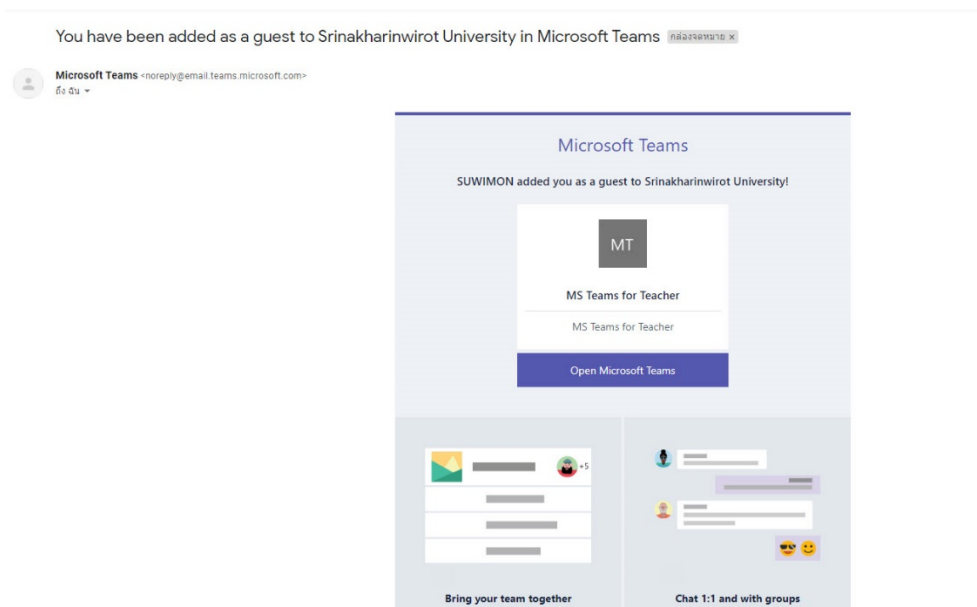 You have been added as a guest to Srinakharinwirot University in Microsoft Teams กล่องจดหมาย x
Microsoft Teams <noreply@email.teams.microsoft.com>
ถึง ฉัน
Microsoft Teams
SUWIMON added you as a guest to Srinakharinwirot University!
MT
MS Teams for Teacher
MS Teams for Teacher
Open Microsoft Teams
+5
Bring your team together
Chat 1:1 and with groups